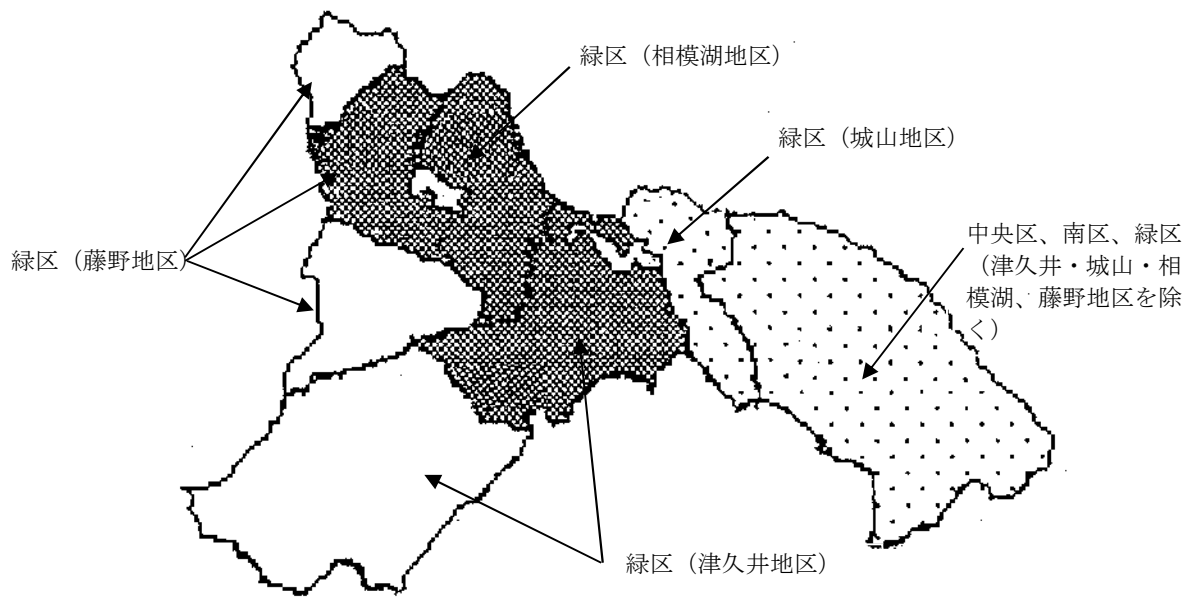 緑区（相模湖地区）
緑区（城山地区）
中央区、南区、緑区
（津久井・城山・相
模湖、藤野地区を除
く）
緑区（藤野地区）
緑区（津久井地区）